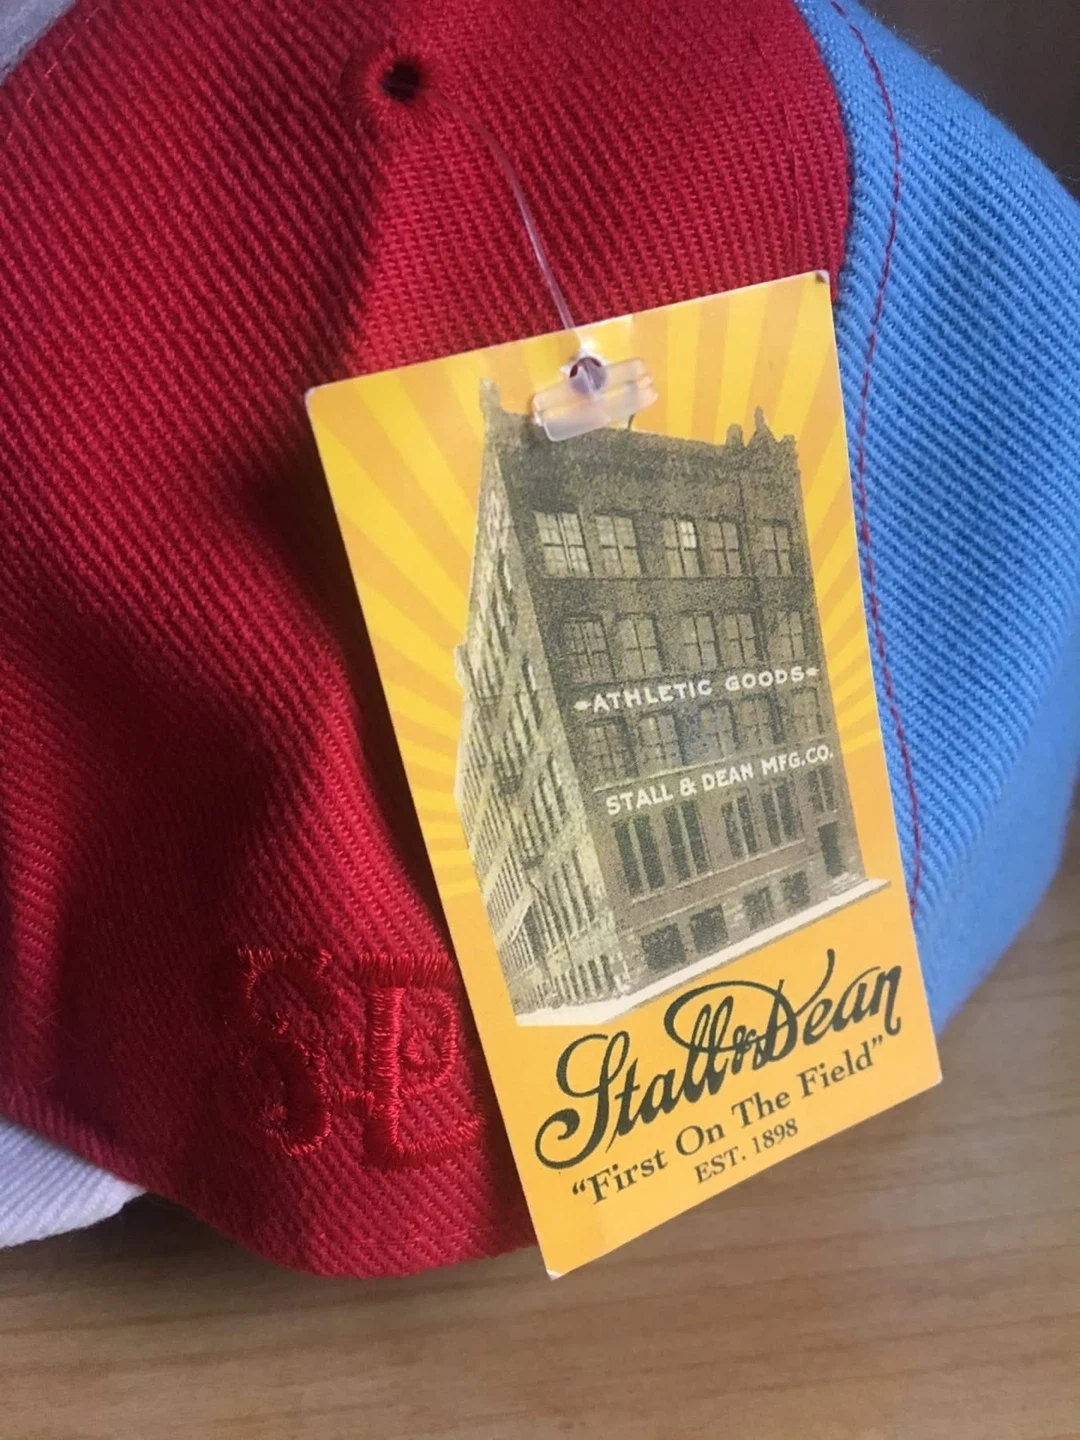 -ATHLETIC GOODS-
STALL & DEAN MFG.CO.
Stall & Dean
"First On The Field"
EST. 1898